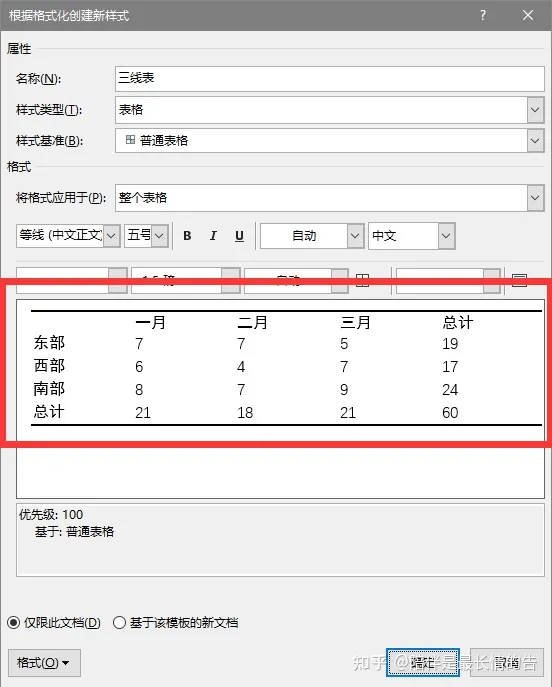 根据格式化创建新样式 ?
属性
名称(N): 三线表
样式类型(T): 表格
样式基准(B): 普通表格
格式
将格式应用于(P): 整个表格
等线 (中文正文) 五号 B I U 自动 中文
1.5 磅 自动
一月 二月 三月 总计
东部 7 7 5 19
西部 6 4 7 17
南部 8 7 9 24
总计 21 18 21 60
优先级: 100
基于: 普通表格
仅限此文档(D) 基于该模板的新文档
格式(O) 确定 取消
知乎